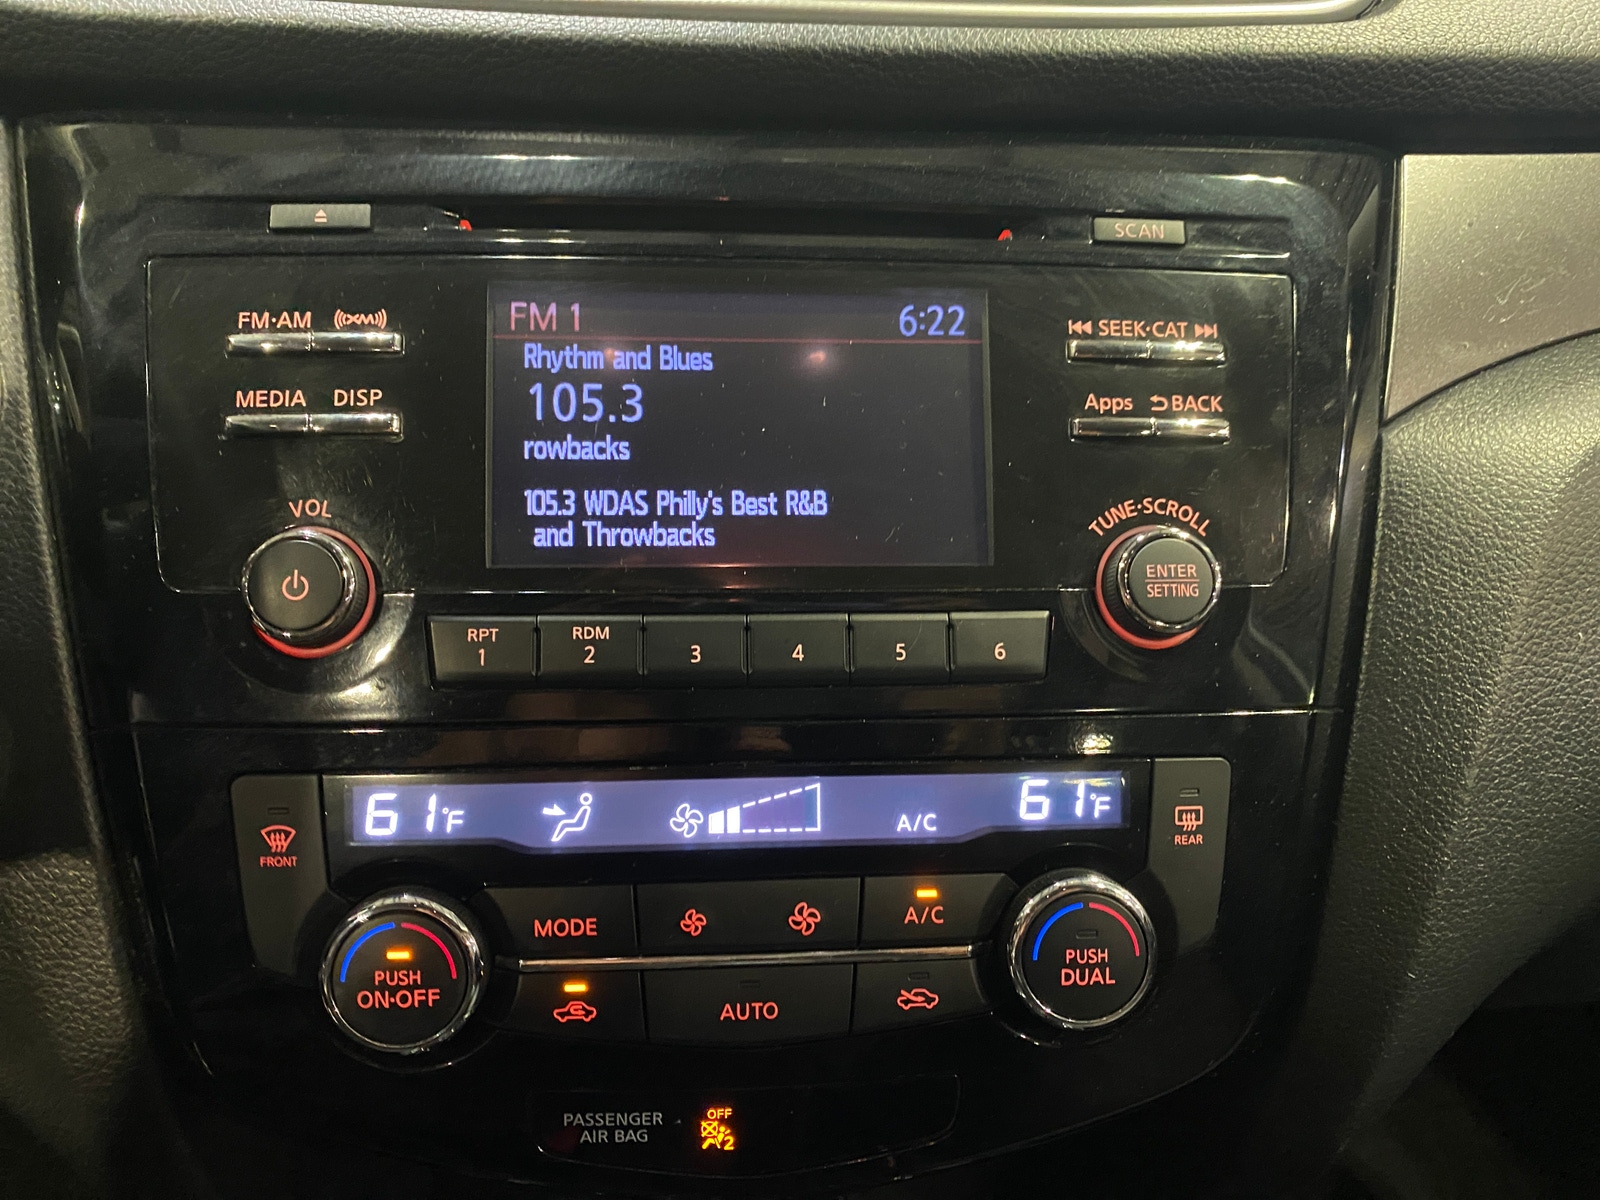 SCAN
FM·AM XM
SEEK·CAT
MEDIA DISP
Apps BACK
FM 1 6:22
Rhythm and Blues
105.3
rowbacks
105.3 WDAS Philly's Best R&B
and Throwbacks
VOL
TUNE·SCROLL
ENTER
SETTING
RPT
1
RDM
2
3
4
5
6
61°F A/C 61°F
FRONT
REAR
MODE
A/C
PUSH
ON·OFF
PUSH
DUAL
AUTO
PASSENGER
AIR BAG
OFF
2